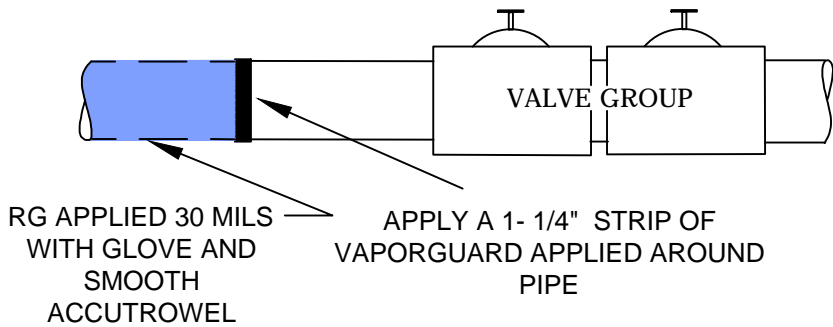 VALVE GROUP
RG APPLIED 30 MILS
WITH GLOVE AND
SMOOTH
ACCUTROWEL
APPLY A 1- 1/4" STRIP OF
VAPORGUARD APPLIED AROUND
PIPE